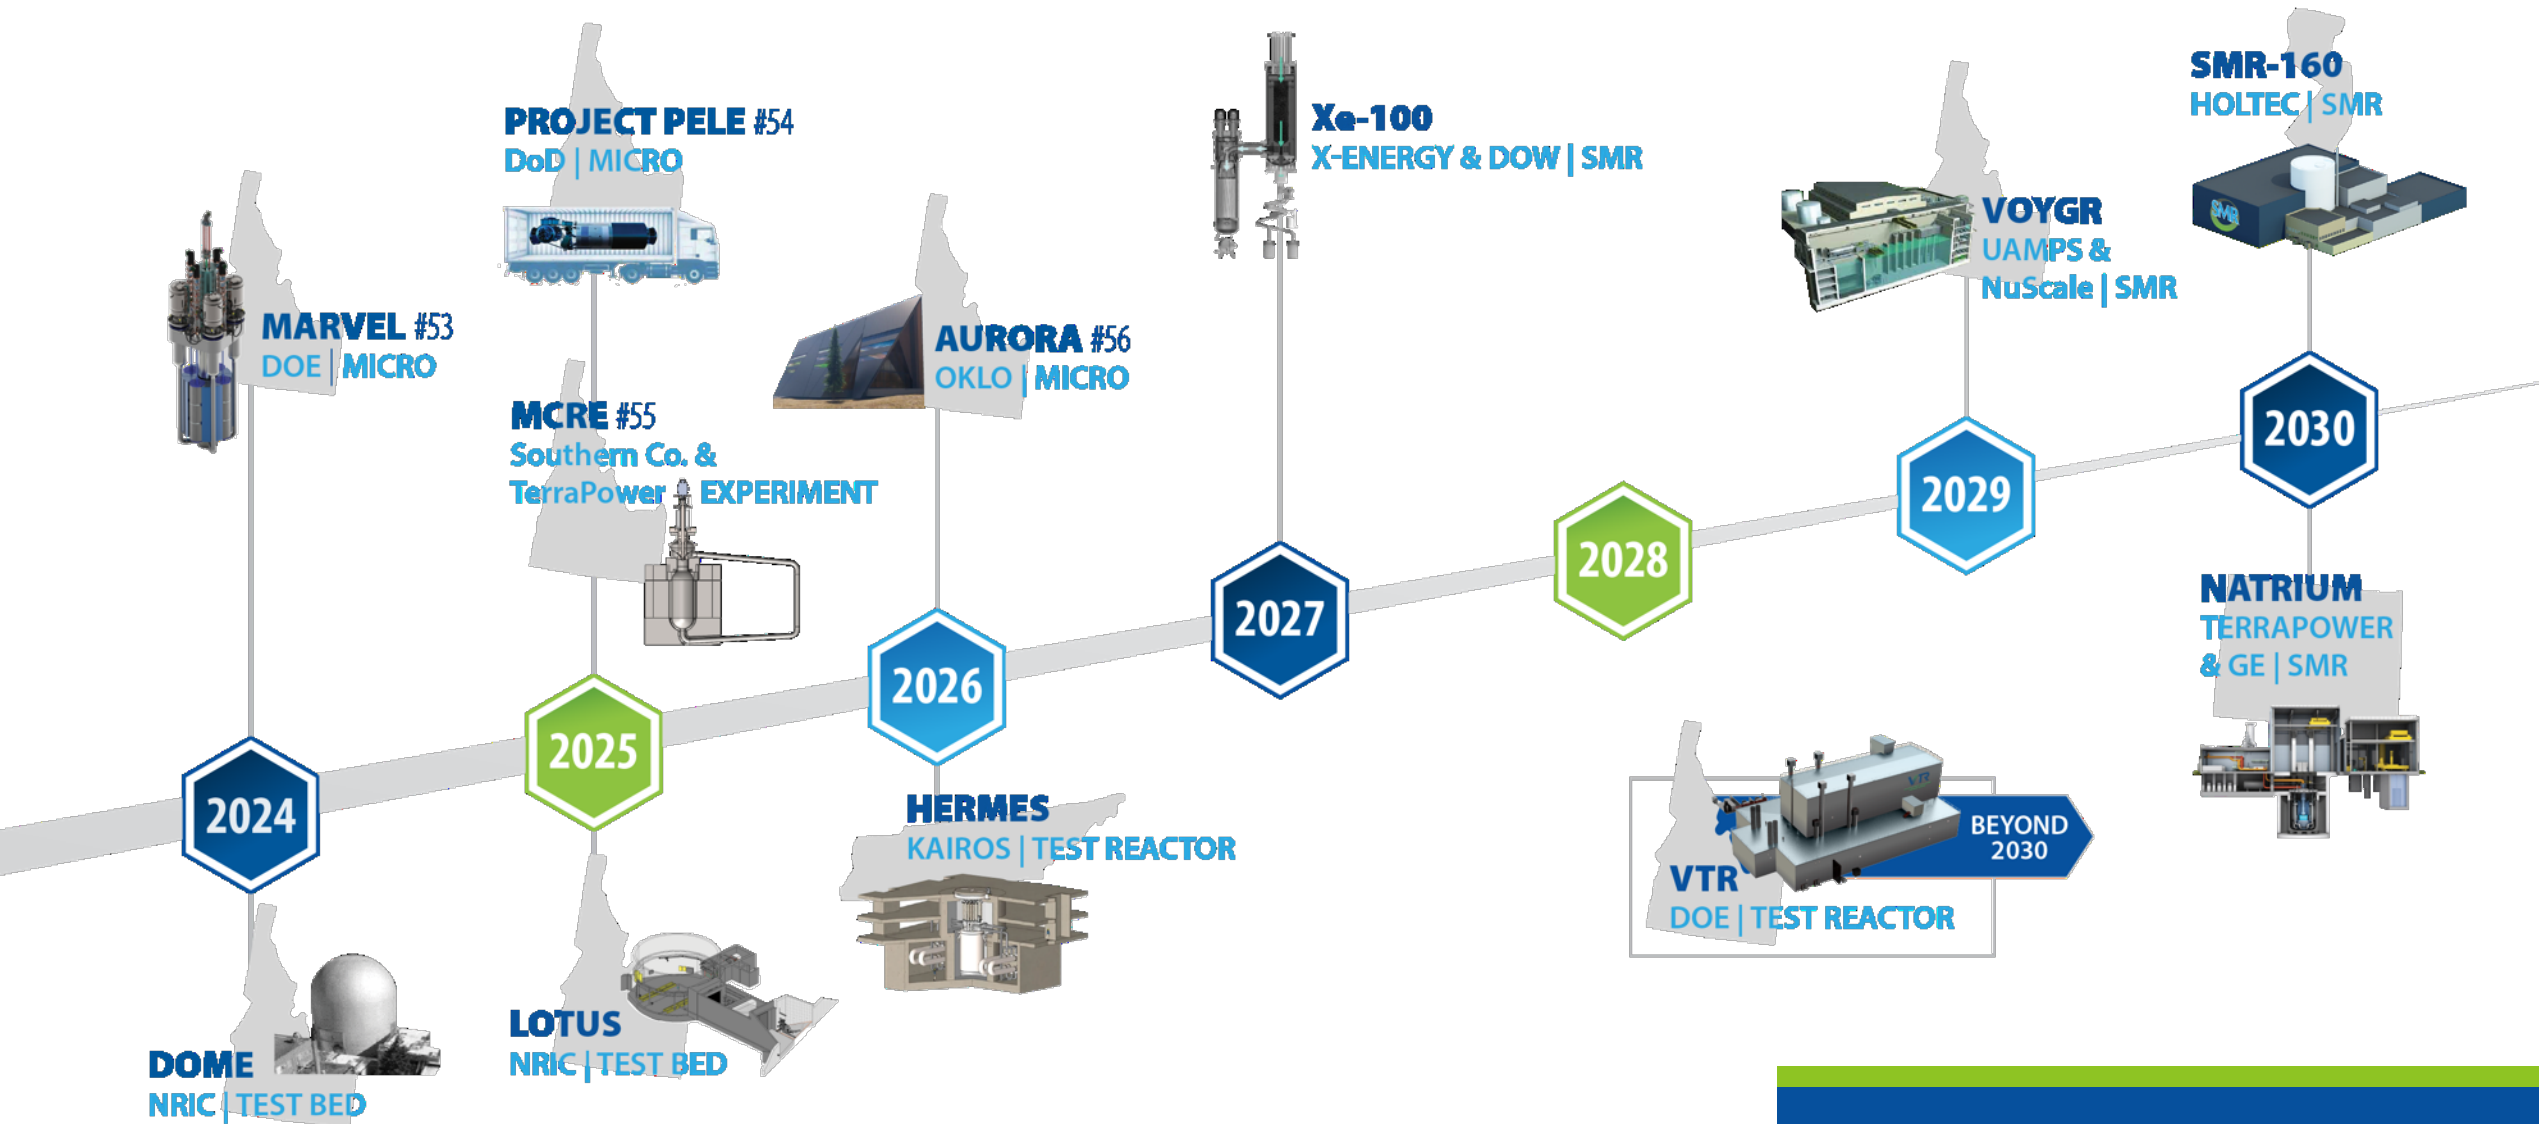 MARVEL #53
DOE | MICRO
2024
DOME
NRIC | TEST BED
PROJECT PELE #54
DoD | MICRO
MCRE #55
Southern Co. &
TerraPower | EXPERIMENT
2025
LOTUS
NRIC | TEST BED
AURORA #56
OKLO | MICRO
2026
HERMES
KAIROS | TEST REACTOR
Xe-100
X-ENERGY & DOW | SMR
2027
2028
VOYGR
UAMPS &
NuScale | SMR
2029
SMR-160
HOLTEC | SMR
SMR
2030
NATRIUM
TERRAPOWER
& GE | SMR
VTR
BEYOND
2030
VTR
DOE | TEST REACTOR